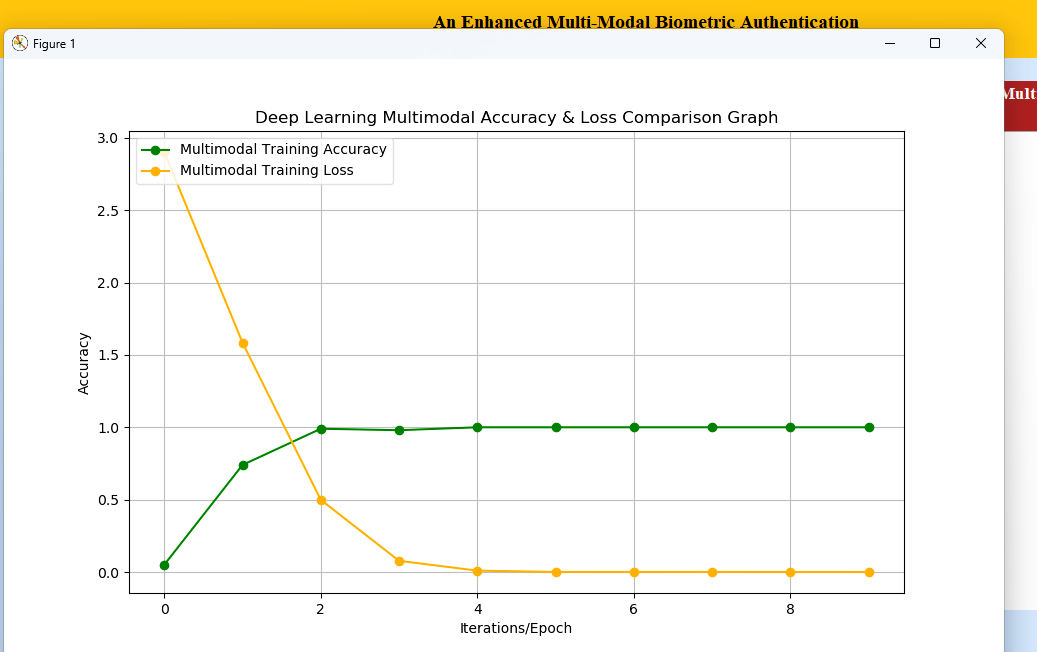 An Enhanced Multi-Modal Biometric Authentication
Figure 1
Mult
Deep Learning Multimodal Accuracy & Loss Comparison Graph
Multimodal Training Accuracy
Multimodal Training Loss
3.0
2.5
2.0
1.5
1.0
0.5
0.0
Accuracy
0 2 4 6 8
Iterations/Epoch